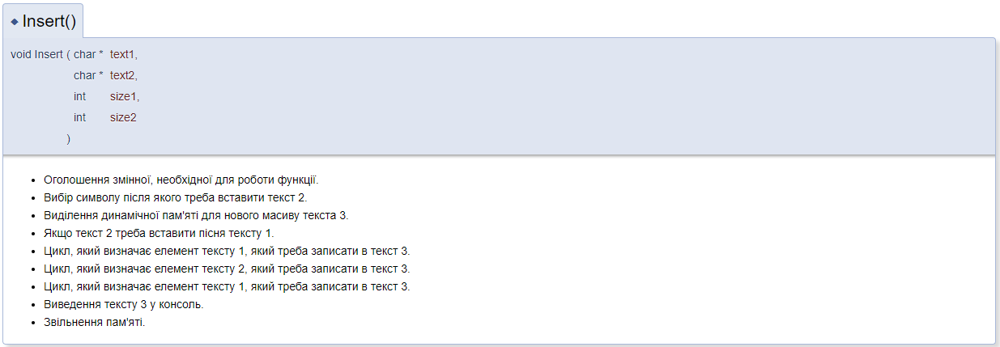 ◆ Insert()
void Insert ( char * text1,
char * text2,
int size1,
int size2
)
• Оголошення змінної, необхідної для роботи функції.
• Вибір символу після якого треба вставити текст 2.
• Виділення динамічної пам'яті для нового масиву текста 3.
• Якщо текст 2 треба вставити пісня тексту 1.
• Цикл, який визначає елемент тексту 1, який треба записати в текст 3.
• Цикл, який визначає елемент тексту 2, який треба записати в текст 3.
• Цикл, який визначає елемент тексту 1, який треба записати в текст 3.
• Виведення тексту 3 у консоль.
• Звільнення пам'яті.